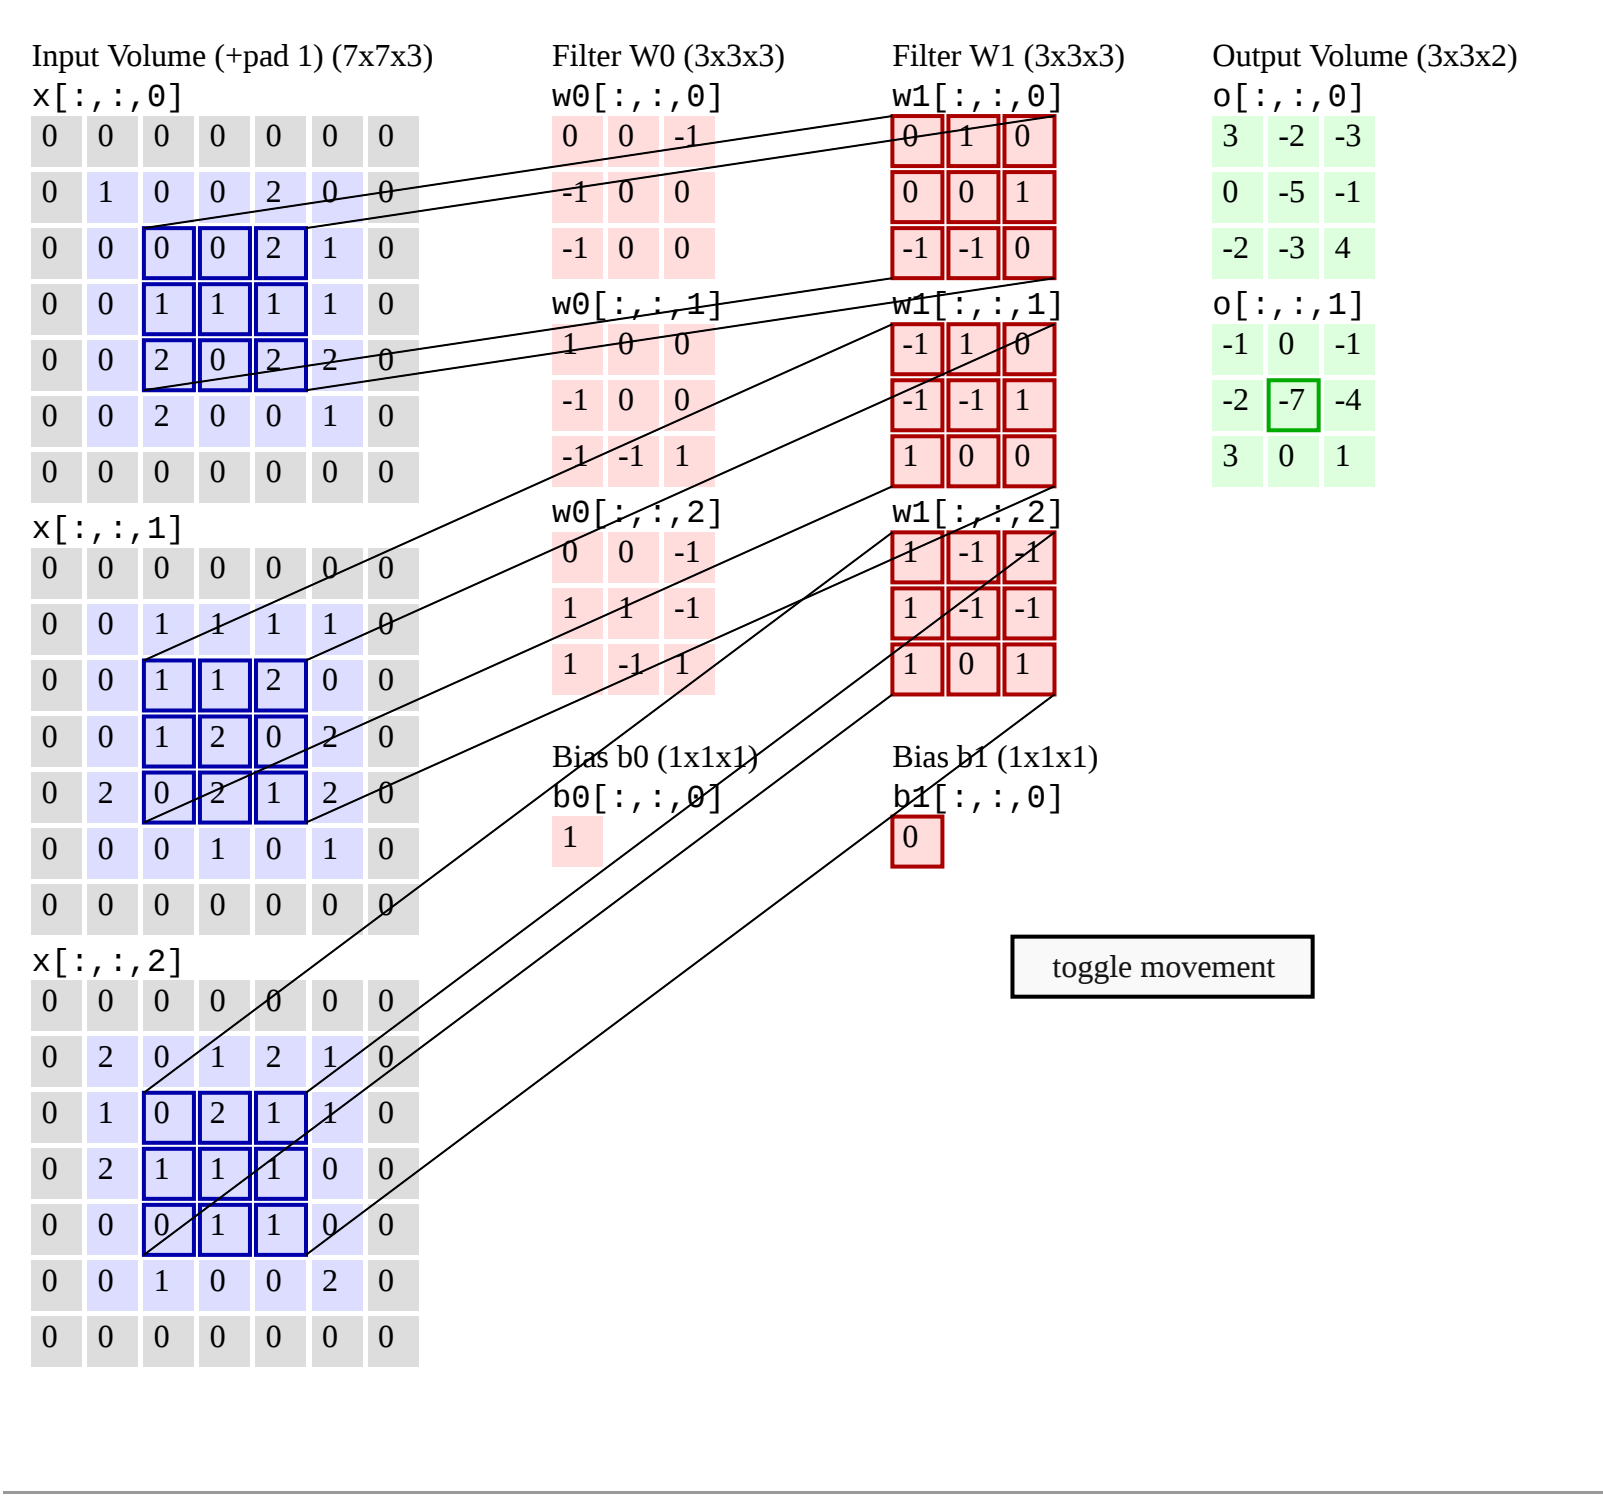 Input Volume (+pad 1) (7x7x3)
x[:,:,0]
0 0 0 0 0 0 0
0 1 0 0 2 0 0
0 0 0 0 2 1 0
0 0 1 1 1 1 0
0 0 2 0 2 2 0
0 0 2 0 0 1 0
0 0 0 0 0 0 0
x[:,:,1]
0 0 0 0 0 0 0
0 0 1 1 1 1 0
0 0 1 1 2 0 0
0 0 1 2 0 2 0
0 2 0 2 1 2 0
0 0 0 1 0 1 0
0 0 0 0 0 0 0
x[:,:,2]
0 0 0 0 0 0 0
0 2 0 1 2 1 0
0 1 0 2 1 1 0
0 2 1 1 1 0 0
0 0 0 1 1 0 0
0 0 1 0 0 2 0
0 0 0 0 0 0 0
Filter W0 (3x3x3)
w0[:,:,0]
0 0 -1
-1 0 0
-1 0 0
w0[:,:,1]
1 0 0
-1 0 0
-1 -1 1
w0[:,:,2]
0 0 -1
1 1 -1
1 -1 1
Bias b0 (1x1x1)
b0[:,:,0]
1
Filter W1 (3x3x3)
w1[:,:,0]
0 1 0
0 0 1
-1 -1 0
w1[:,:,1]
-1 1 0
-1 -1 1
1 0 0
w1[:,:,2]
1 -1 -1
1 -1 -1
1 0 1
Bias b1 (1x1x1)
b1[:,:,0]
0
Output Volume (3x3x2)
o[:,:,0]
3 -2 -3
0 -5 -1
-2 -3 4
o[:,:,1]
-1 0 -1
-2 -7 -4
3 0 1
toggle movement